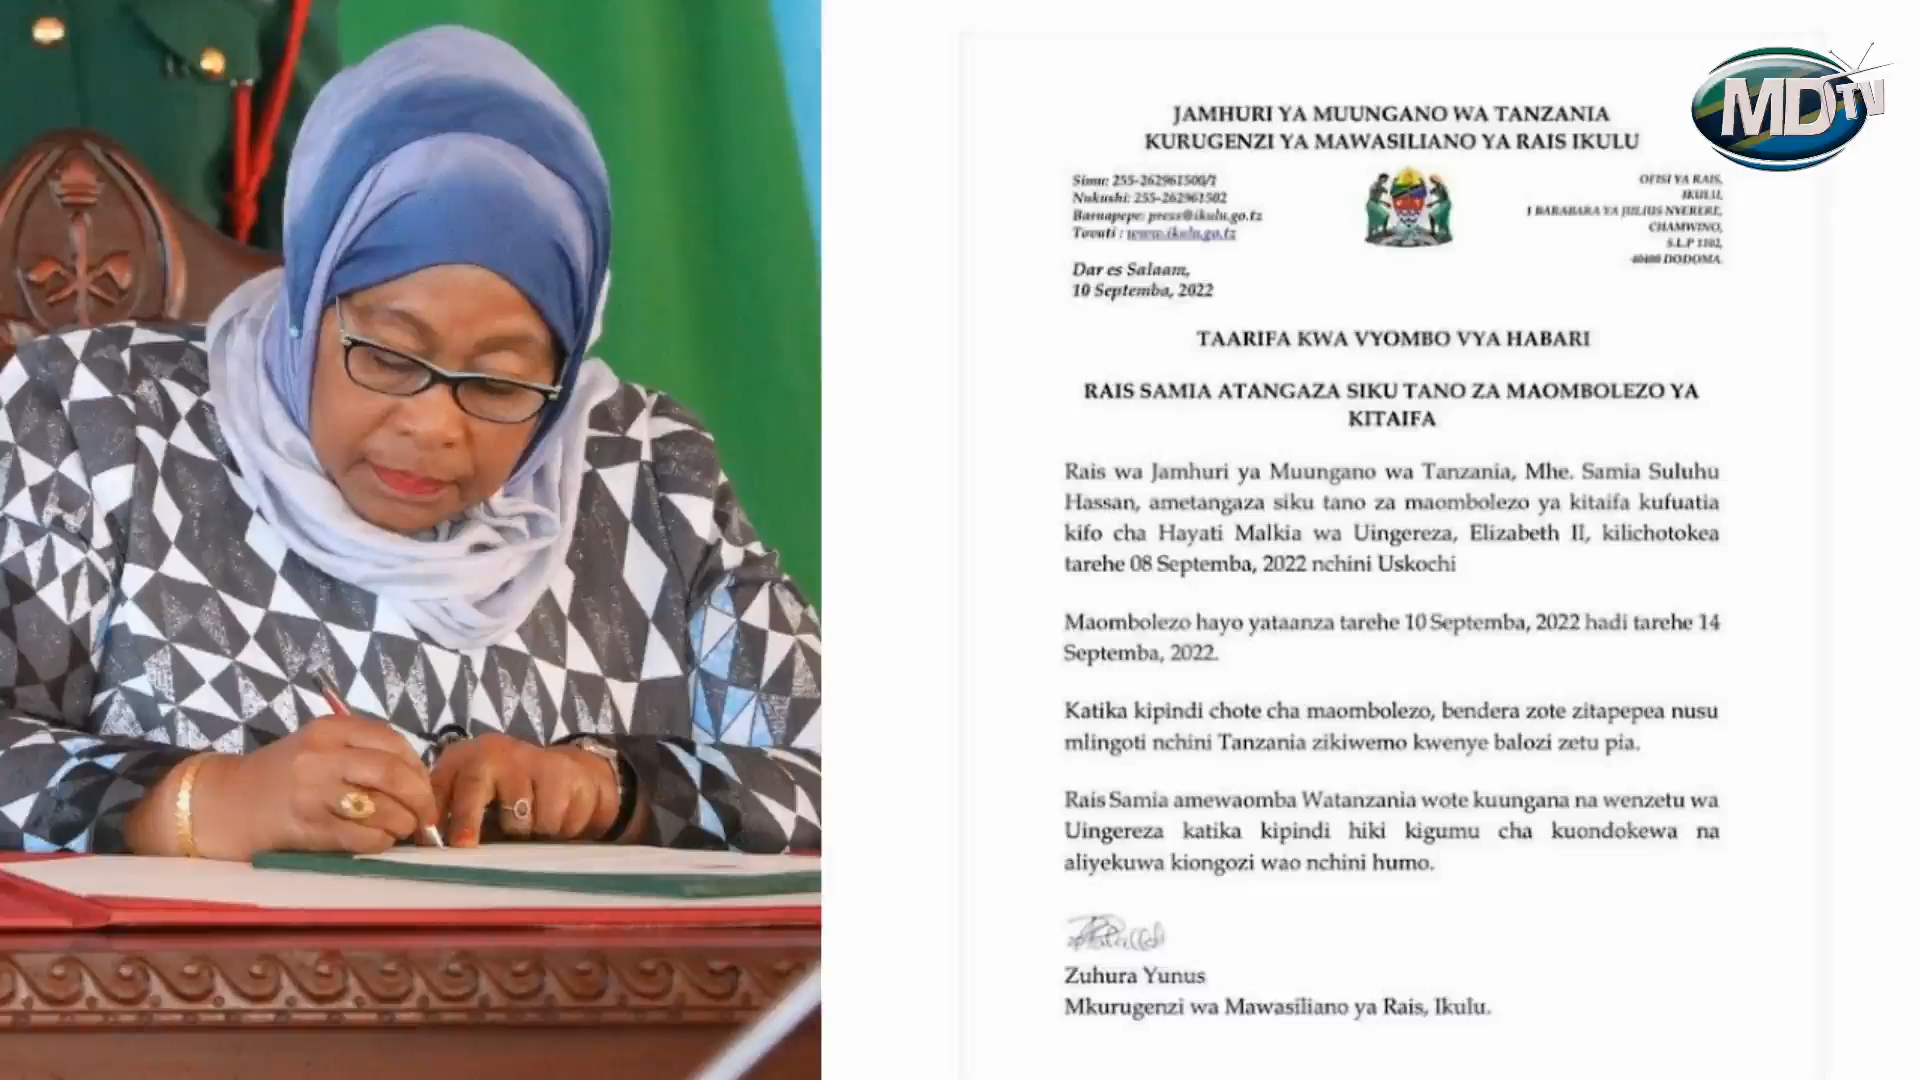 MD TV
JAMHURI YA MUUNGANO WA TANZANIA
KURUGENZI YA MAWASILIANO YA RAIS IKULU
Simu: 255-262961500/1
Nukushi: 255-262961502
Baruapepe: press@ikulu.go.tz
Tovuti : www.ikulu.go.tz
OFISI YA RAIS,
IKULU,
1 BARABARA YA JULIUS NYERERE,
CHAMWINO,
S.L.P 1102,
40400 DODOMA.
Dar es Salaam,
10 Septemba, 2022
TAARIFA KWA VYOMBO VYA HABARI
RAIS SAMIA ATANGAZA SIKU TANO ZA MAOMBOLEZO YA
KITAIFA
Rais wa Jamhuri ya Muungano wa Tanzania, Mhe. Samia Suluhu
Hassan, ametangaza siku tano za maombolezo ya kitaifa kufuatia
kifo cha Hayati Malkia wa Uingereza, Elizabeth II, kilichotokea
tarehe 08 Septemba, 2022 nchini Uskochi
Maombolezo hayo yataanza tarehe 10 Septemba, 2022 hadi tarehe 14
Septemba, 2022.
Katika kipindi chote cha maombolezo, bendera zote zitapepea nusu
mlingoti nchini Tanzania zikiwemo kwenye balozi zetu pia.
Rais Samia amewaomba Watanzania wote kuungana na wenzetu wa
Uingereza katika kipindi hiki kigumu cha kuondokewa na
aliyekuwa kiongozi wao nchini humo.
Zuhura Yunus
Mkurugenzi wa Mawasiliano ya Rais, Ikulu.